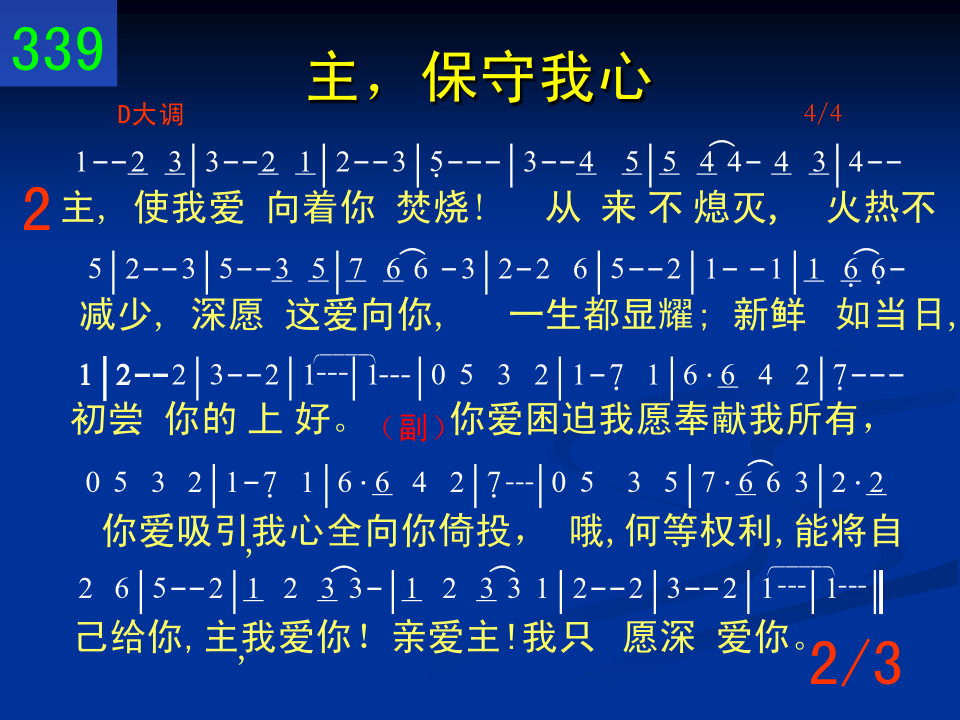 339
主，保守我心
D大调 4/4
1--2 3|3--2 1|2--3|5---|3--4 5|5 4 4- 4 3|4--
2 主, 使我爱 向着你 焚烧! 从 来 不 熄灭, 火热不
5|2--3|5--3 5|7 6 6 -3|2-2 6|5--2|1- -1|1 6 6-
减少, 深愿 这爱向你, 一生都显耀; 新鲜 如当日,
1|2--2|3--2|1---|1---|0 5 3 2|1-7 1|6·6 4 2|7---
初尝 你的 上 好。（副）你爱困迫我愿奉献我所有，
0 5 3 2|1-7 1|6·6 4 2|7---|0 5 3 5|7·6 6 3|2·2
你爱吸引,我心全向你倚投， 哦,何等权利,能将自
2 6|5--2|1 2 3 3-|1 2 3 3 1|2--2|3--2|1---|1---‖
己给你,主,我爱你！亲爱主!我只 愿深 爱你。
2/3